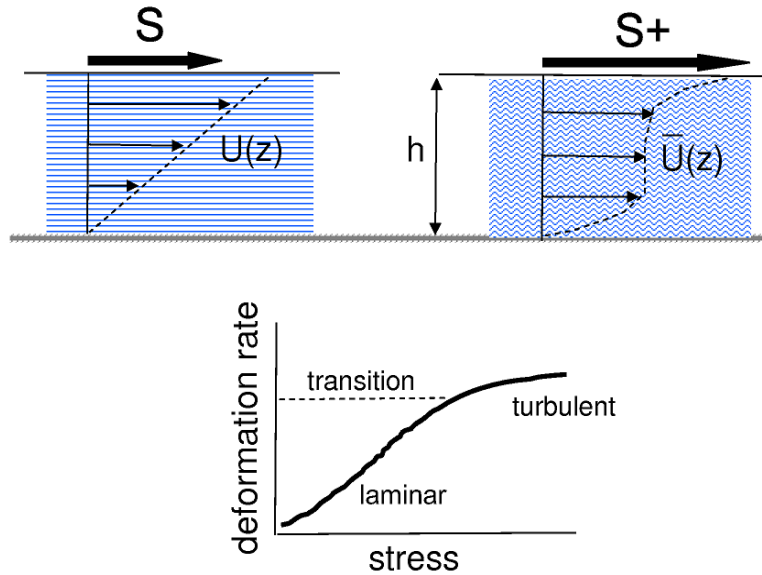 S
S+
U(z)
h
Ū(z)
deformation rate
transition
turbulent
laminar
stress